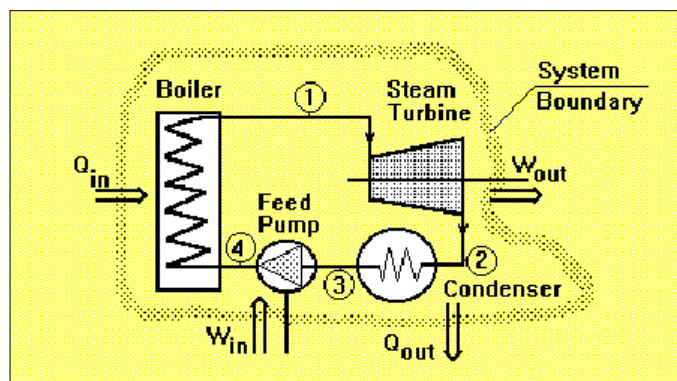 Boiler
1
Steam
Turbine
System
Boundary
Qin
Wout
Feed
Pump
4
3
2
Condenser
Win
Qout